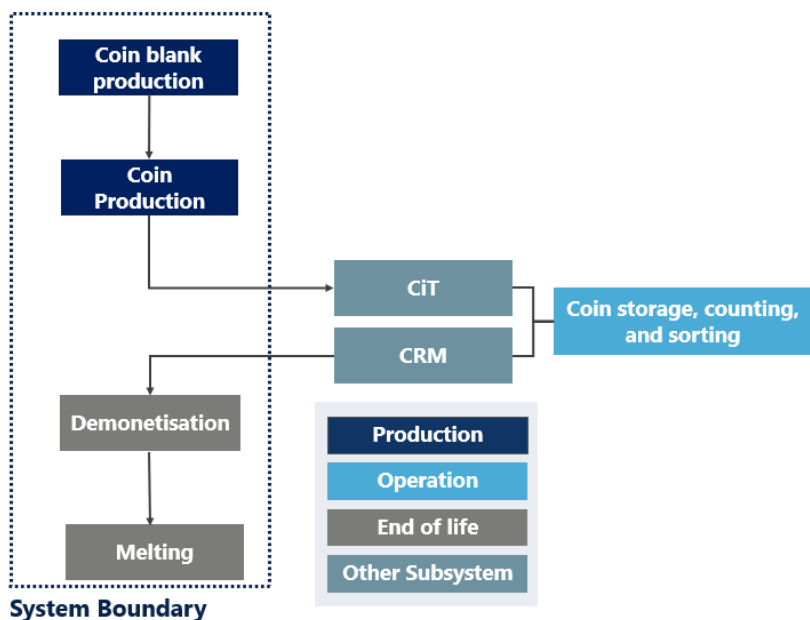 Coin blank
production
Coin
Production
CiT
Coin storage, counting,
and sorting
CRM
Demonetisation
Melting
Production
Operation
End of life
Other Subsystem
System Boundary